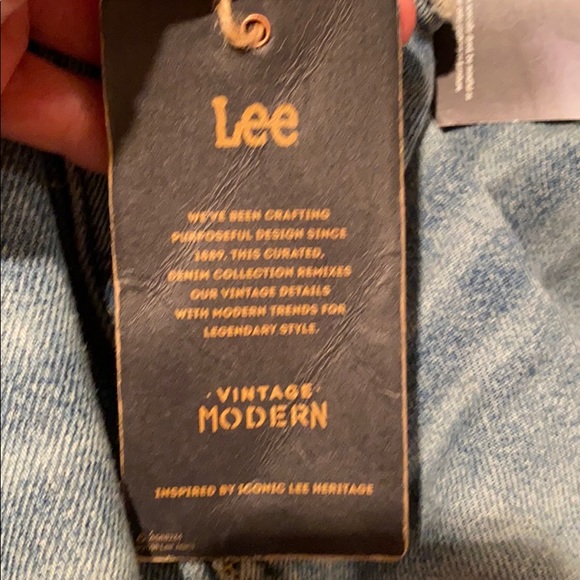 Lee
WE'VE BEEN CRAFTING
PURPOSEFUL DESIGN SINCE
1889. THIS CURATED,
DENIM COLLECTION REMIXES
OUR VINTAGE DETAILS
WITH MODERN TRENDS FOR
LEGENDARY STYLE.
· VINTAGE ·
MODERN
INSPIRED BY ICONIC LEE HERITAGE